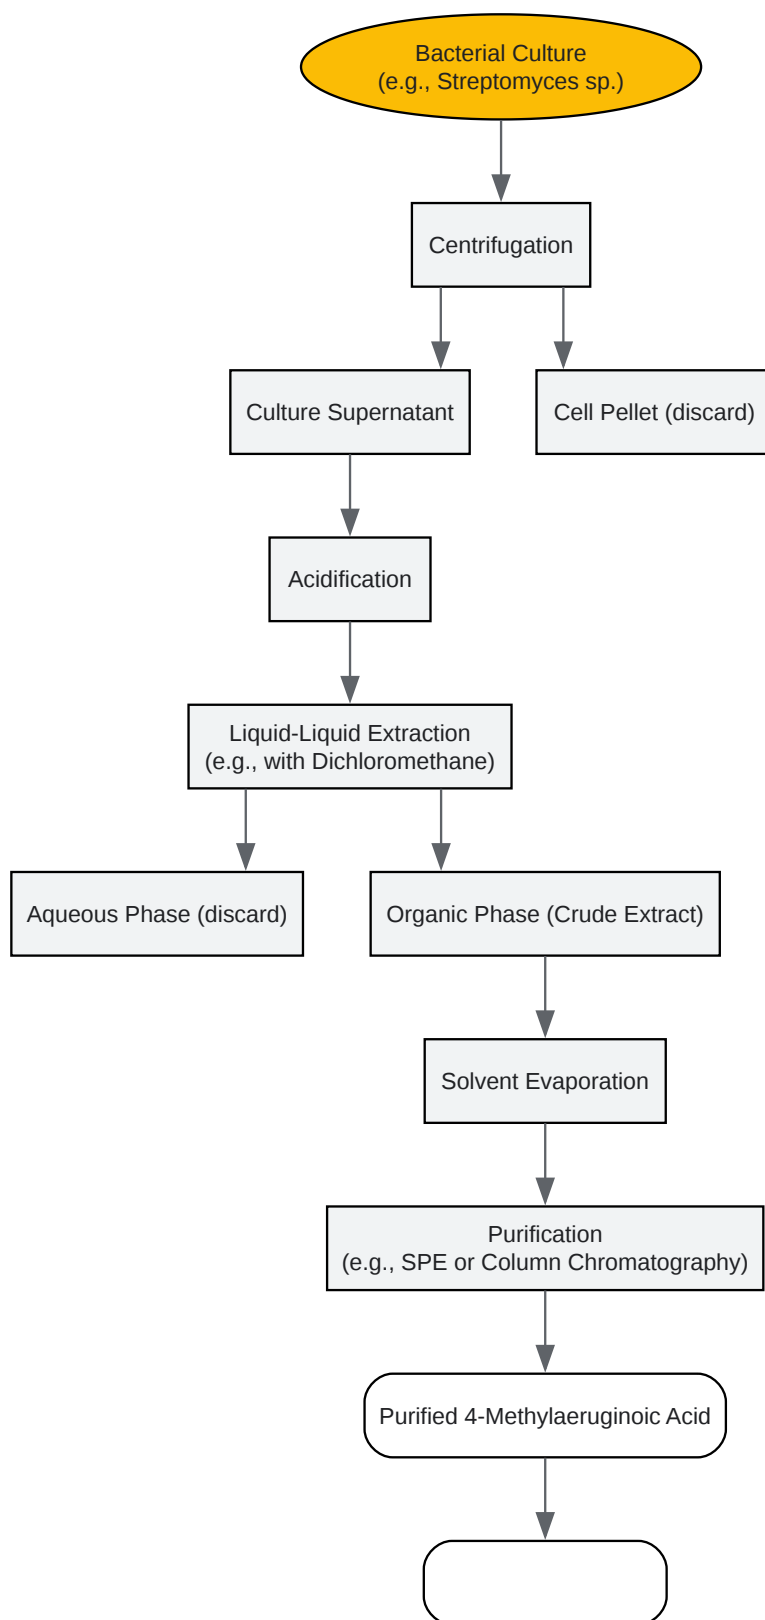 Bacterial Culture
(e.g., Streptomyces sp.)
Centrifugation
Culture Supernatant
Cell Pellet (discard)
Acidification
Liquid-Liquid Extraction
(e.g., with Dichloromethane)
Aqueous Phase (discard)
Organic Phase (Crude Extract)
Solvent Evaporation
Purification
(e.g., SPE or Column Chromatography)
Purified 4-Methylaeruginoic Acid